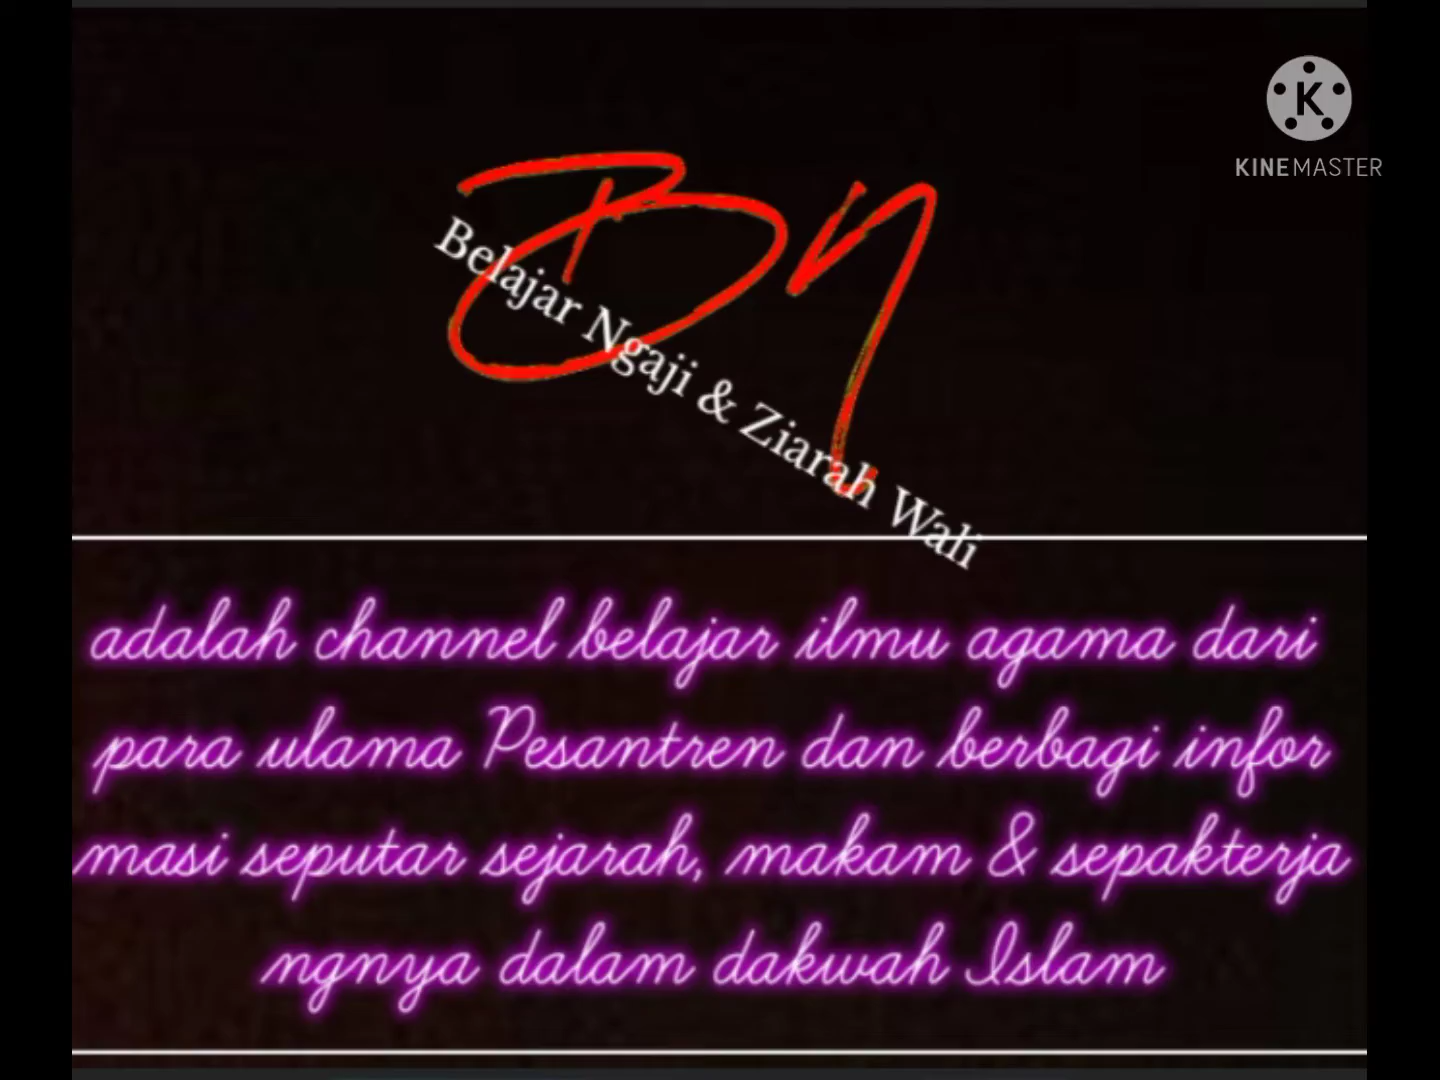 KINEMASTER
BN
Belajar Ngaji & Ziarah Wali
adalah channel belajar ilmu agama dari
para ulama Pesantren dan berbagi infor
masi seputar sejarah, makam & sepakterja
ngnya dalam dakwah Islam